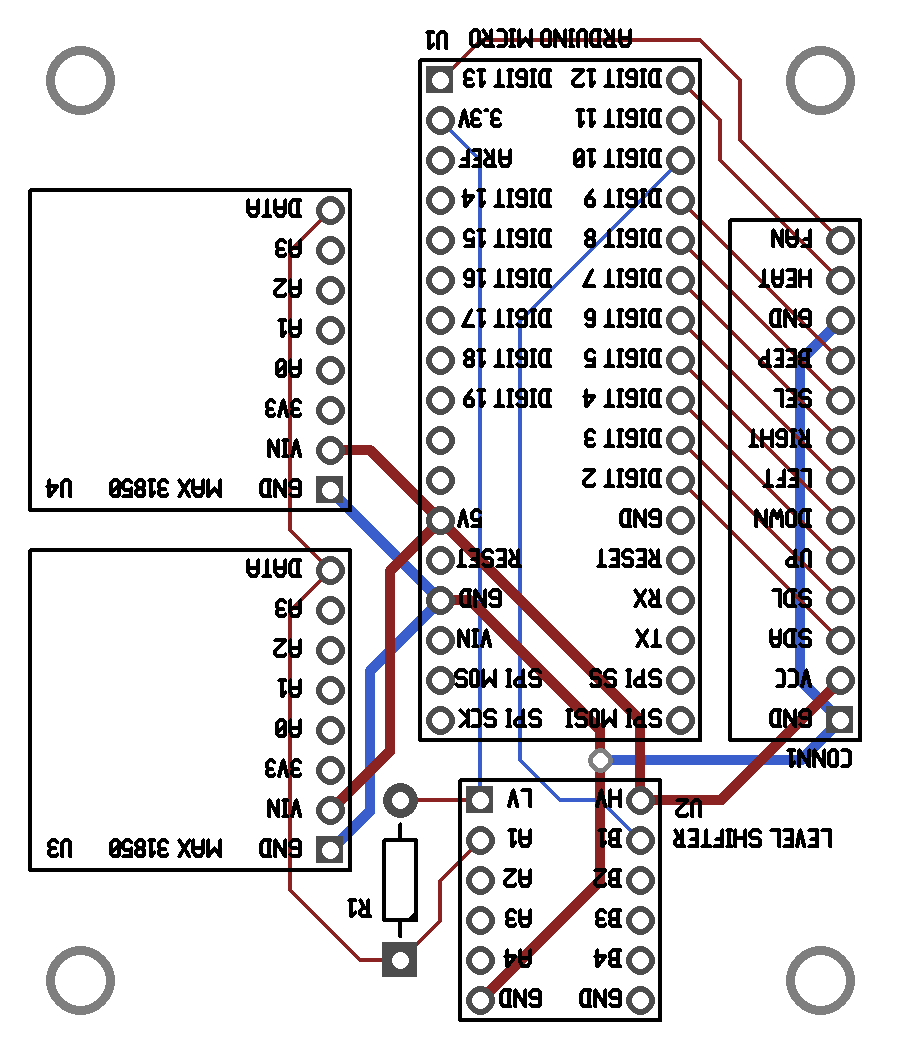 U1 ARDUINO MICRO
DIGIT 13 DIGIT 12
3.3V DIGIT 11
AREF DIGIT 10
DIGIT 14 DIGIT 9
DIGIT 15 DIGIT 8
DIGIT 16 DIGIT 7
DIGIT 17 DIGIT 6
DIGIT 18 DIGIT 5
DIGIT 19 DIGIT 4
DIGIT 3
DIGIT 2
5V GND
RESET RESET
GND RX
VIN TX
SPI MOS SPI SS
SPI SCK SPI MOSI
DATA
A3
A2
A1
A0
3V3
VIN
GND MAX 31850 U4
DATA
A3
A2
A1
A0
3V3
VIN
GND MAX 31850 U3
FAN
HEAT
GND
BEEP
SEL
RIGHT
LEFT
DOWN
UP
SDL
SDA
VCC
GND
CONN1
R1
LV HV U2
A1 B1 LEVEL SHIFTER
A2 B2
A3 B3
A4 B4
GND GND